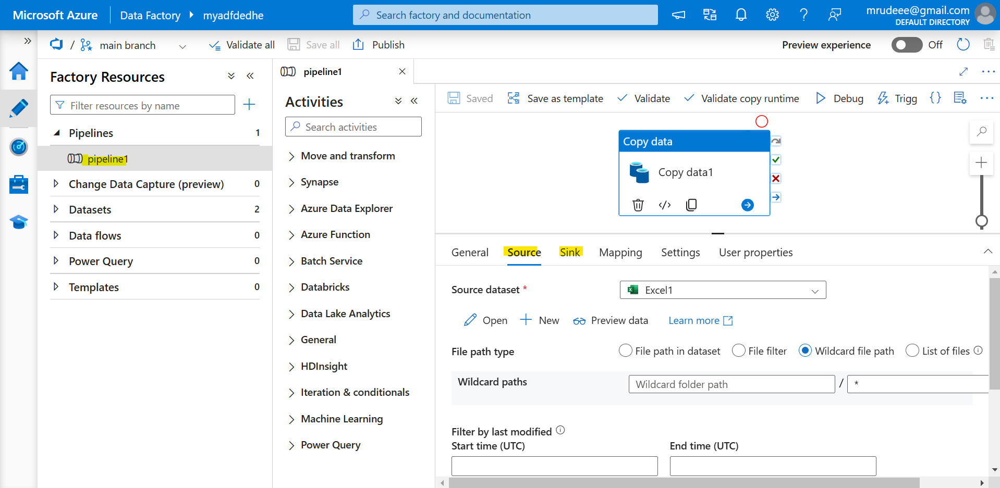 Microsoft Azure
Data Factory
myadfdedhe
Search factory and documentation
mrudeee@gmail.com
DEFAULT DIRECTORY
/
main branch
Validate all
Save all
Publish
Preview experience
Off
Factory Resources
Filter resources by name
Pipelines
1
pipeline1
Change Data Capture (preview)
0
Datasets
2
Data flows
0
Power Query
0
Templates
0
pipeline1
Activities
Search activities
Move and transform
Synapse
Azure Data Explorer
Azure Function
Batch Service
Databricks
Data Lake Analytics
General
HDInsight
Iteration & conditionals
Machine Learning
Power Query
Saved
Save as template
Validate
Validate copy runtime
Debug
Trigg
Copy data
Copy data1
General
Source
Sink
Mapping
Settings
User properties
Source dataset *
Excel1
Open
New
Preview data
Learn more
File path type
File path in dataset
File filter
Wildcard file path
List of files
Wildcard paths
Wildcard folder path
/
*
Filter by last modified
Start time (UTC)
End time (UTC)